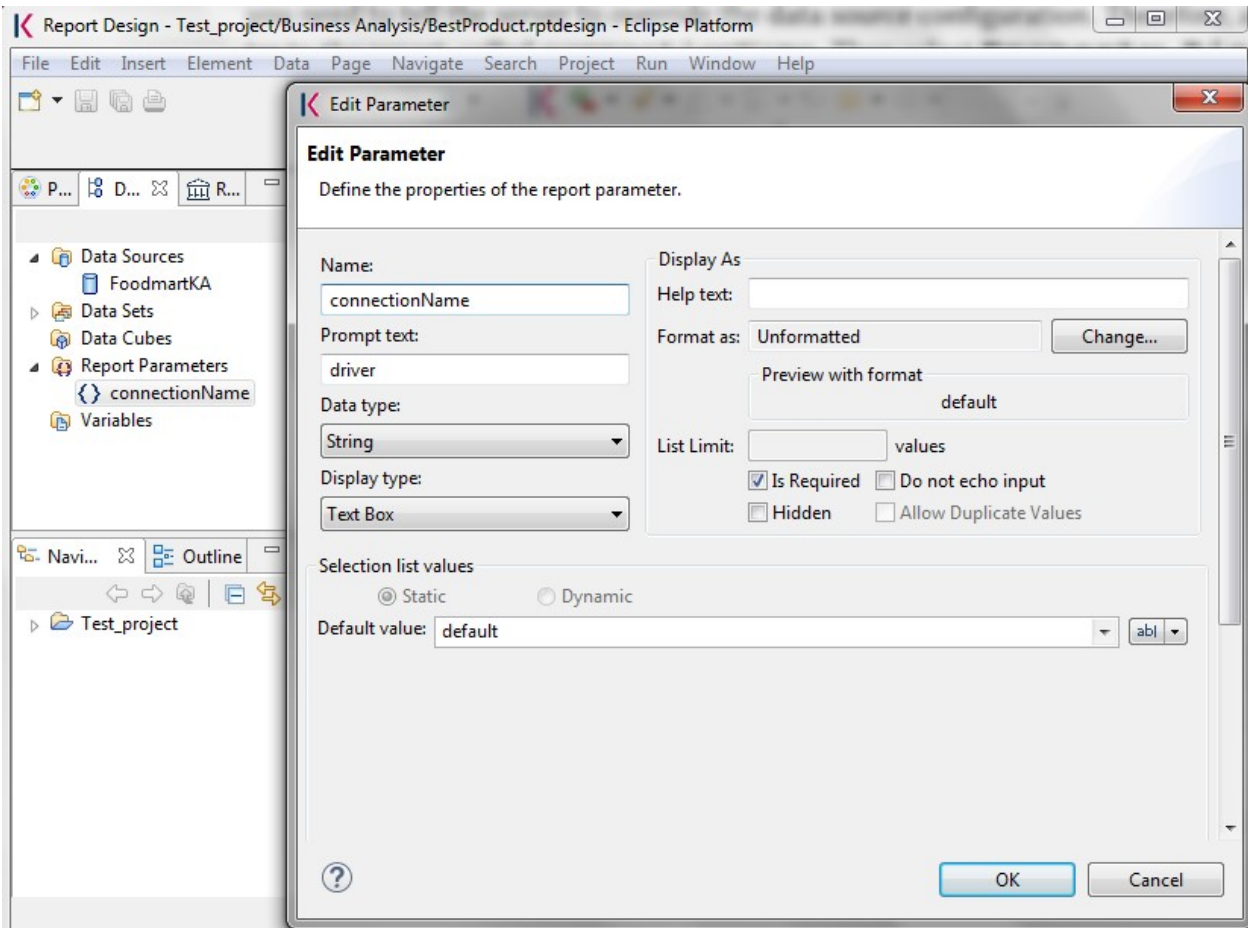 Report Design - Test_project/Business Analysis/BestProduct.rptdesign - Eclipse Platform
File Edit Insert Element Data Page Navigate Search Project Run Window Help
Edit Parameter
Edit Parameter
Define the properties of the report parameter.
P... D... R...
Data Sources
FoodmartKA
Data Sets
Data Cubes
Report Parameters
{} connectionName
Variables
Navi... Outline
Test_project
Name:
connectionName
Prompt text:
driver
Data type:
String
Display type:
Text Box
Display As
Help text:
Format as: Unformatted Change...
Preview with format
default
List Limit: values
Is Required Do not echo input
Hidden Allow Duplicate Values
Selection list values
Static Dynamic
Default value: default abl
? OK Cancel